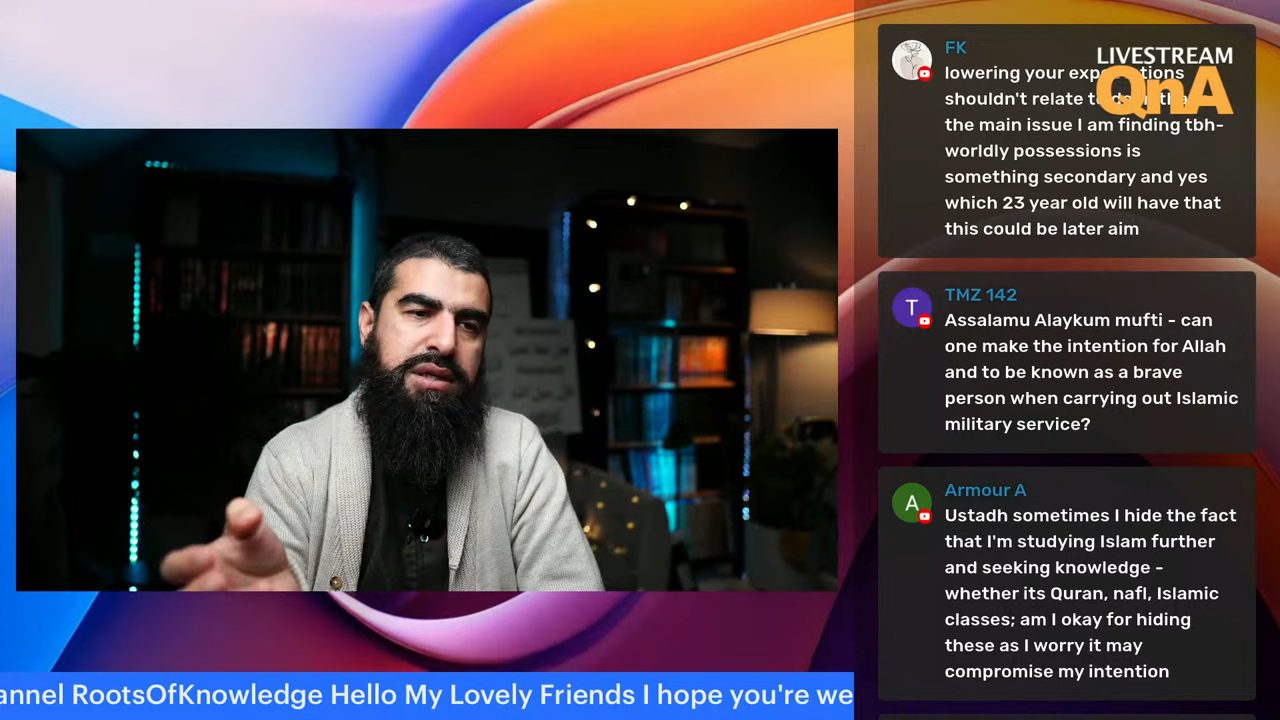 FK
lowering your exp tions
shouldn't relate to
the main issue I am finding tbh-
worldly possessions is
something secondary and yes
which 23 year old will have that
this could be later aim
LIVESTREAM
QnA
T
TMZ 142
Assalamu Alaykum mufti - can
one make the intention for Allah
and to be known as a brave
person when carrying out Islamic
military service?
A
Armour A
Ustadh sometimes I hide the fact
that I'm studying Islam further
and seeking knowledge -
whether its Quran, nafl, Islamic
classes; am I okay for hiding
these as I worry it may
compromise my intention
annel RootsOfKnowledge Hello My Lovely Friends I hope you're we